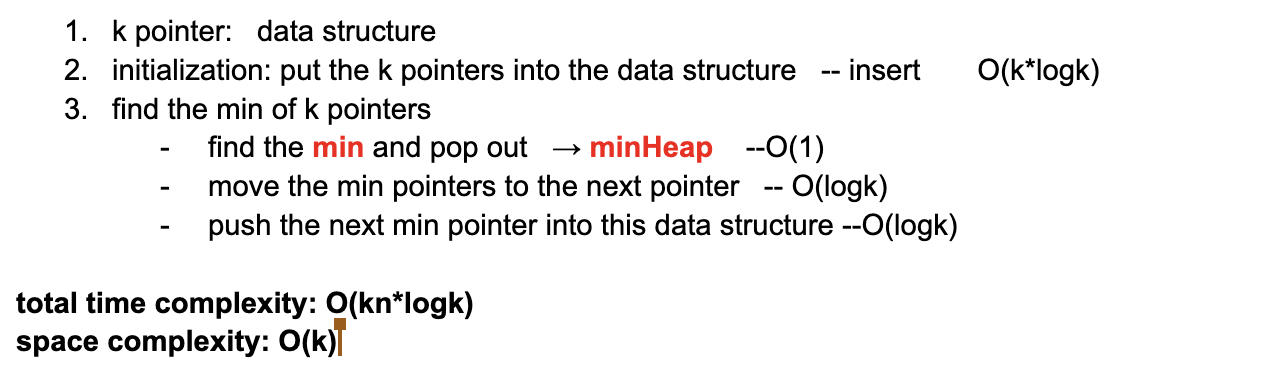 1. k pointer: data structure
2. initialization: put the k pointers into the data structure -- insert O(k*logk)
3. find the min of k pointers
- find the min and pop out → minHeap --O(1)
- move the min pointers to the next pointer -- O(logk)
- push the next min pointer into this data structure --O(logk)
total time complexity: O(kn*logk)
space complexity: O(k)